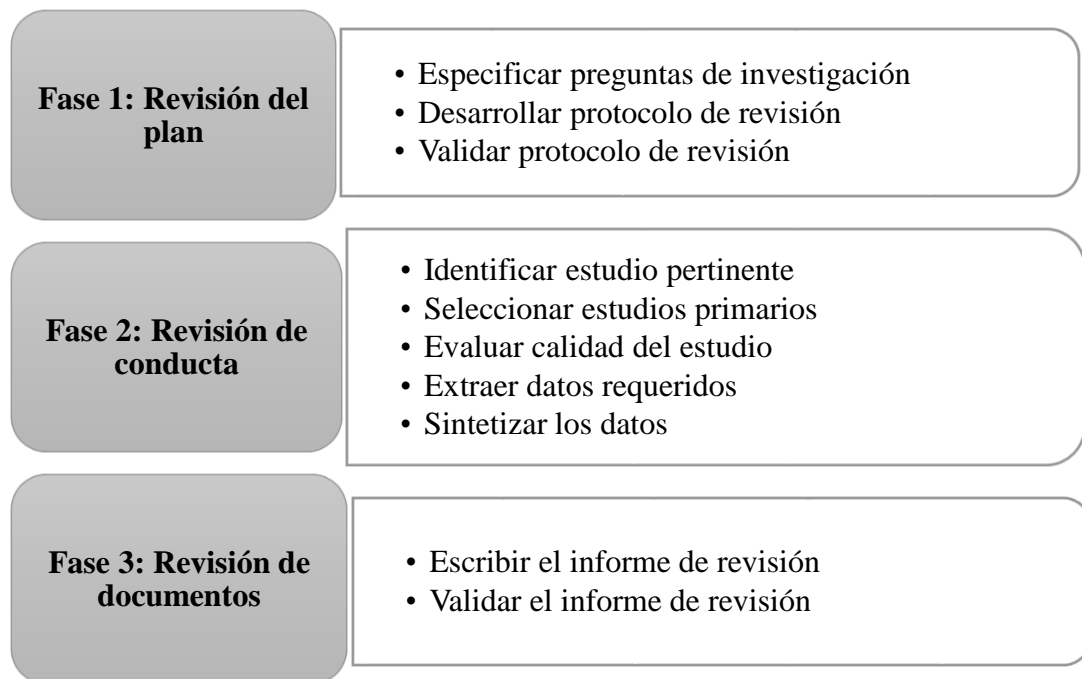 Fase 1: Revisión del
plan
• Especificar preguntas de investigación
• Desarrollar protocolo de revisión
• Validar protocolo de revisión
Fase 2: Revisión de
conducta
• Identificar estudio pertinente
• Seleccionar estudios primarios
• Evaluar calidad del estudio
• Extraer datos requeridos
• Sintetizar los datos
Fase 3: Revisión de
documentos
• Escribir el informe de revisión
• Validar el informe de revisión